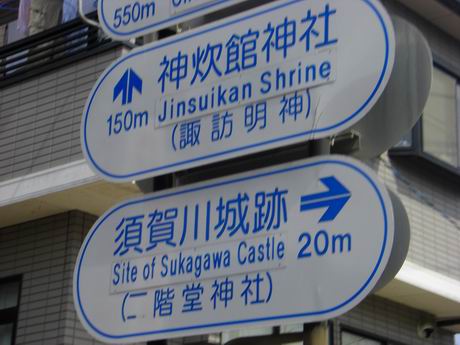 550m
神炊館神社
150m Jinsuikan Shrine
(諏訪明神)
須賀川城跡
Site of Sukagawa Castle 20m
(二階堂神社)